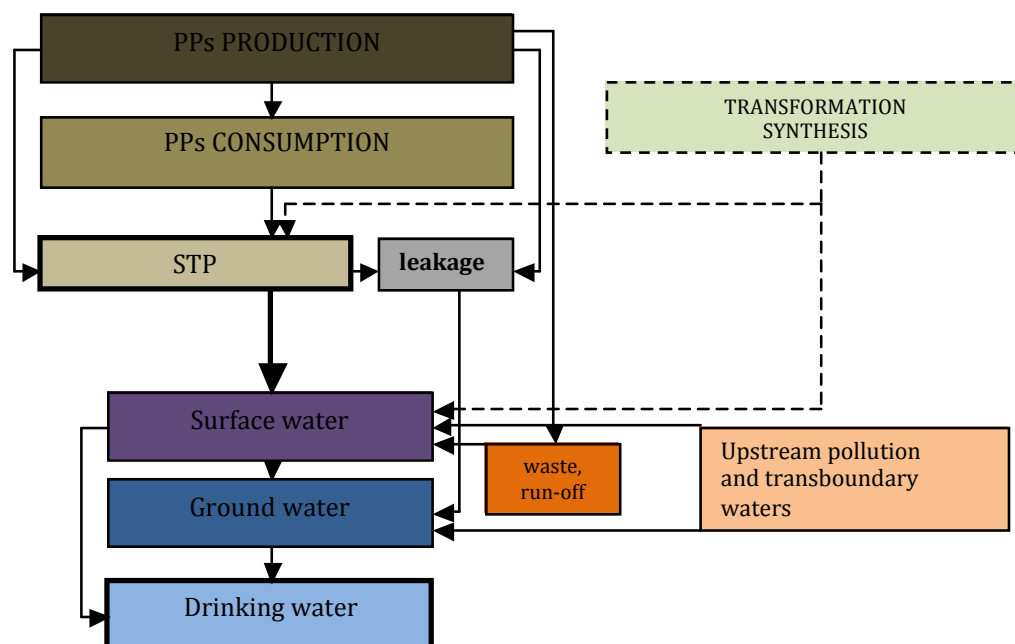 PPs PRODUCTION
TRANSFORMATION
SYNTHESIS
PPs CONSUMPTION
STP
leakage
Surface water
waste,
run-off
Upstream pollution
and transboundary
waters
Ground water
Drinking water